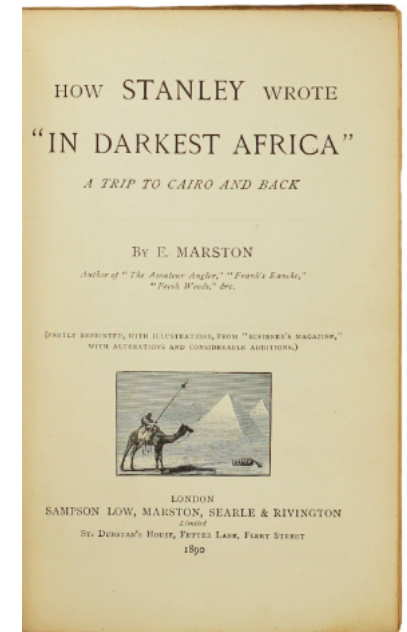 HOW STANLEY WROTE
"IN DARKEST AFRICA"
A TRIP TO CAIRO AND BACK
BY E. MARSTON
Author of "The Amateur Angler," "Frank's Ranche,"
"Fresh Woods," &c.
(PARTLY REPRINTED, WITH ILLUSTRATIONS, FROM "SCRIBNER'S MAGAZINE,"
WITH ALTERATIONS AND CONSIDERABLE ADDITIONS.)
LONDON
SAMPSON LOW, MARSTON, SEARLE & RIVINGTON
Limited
ST. DUNSTAN'S HOUSE, FETTER LANE, FLEET STREET
1890